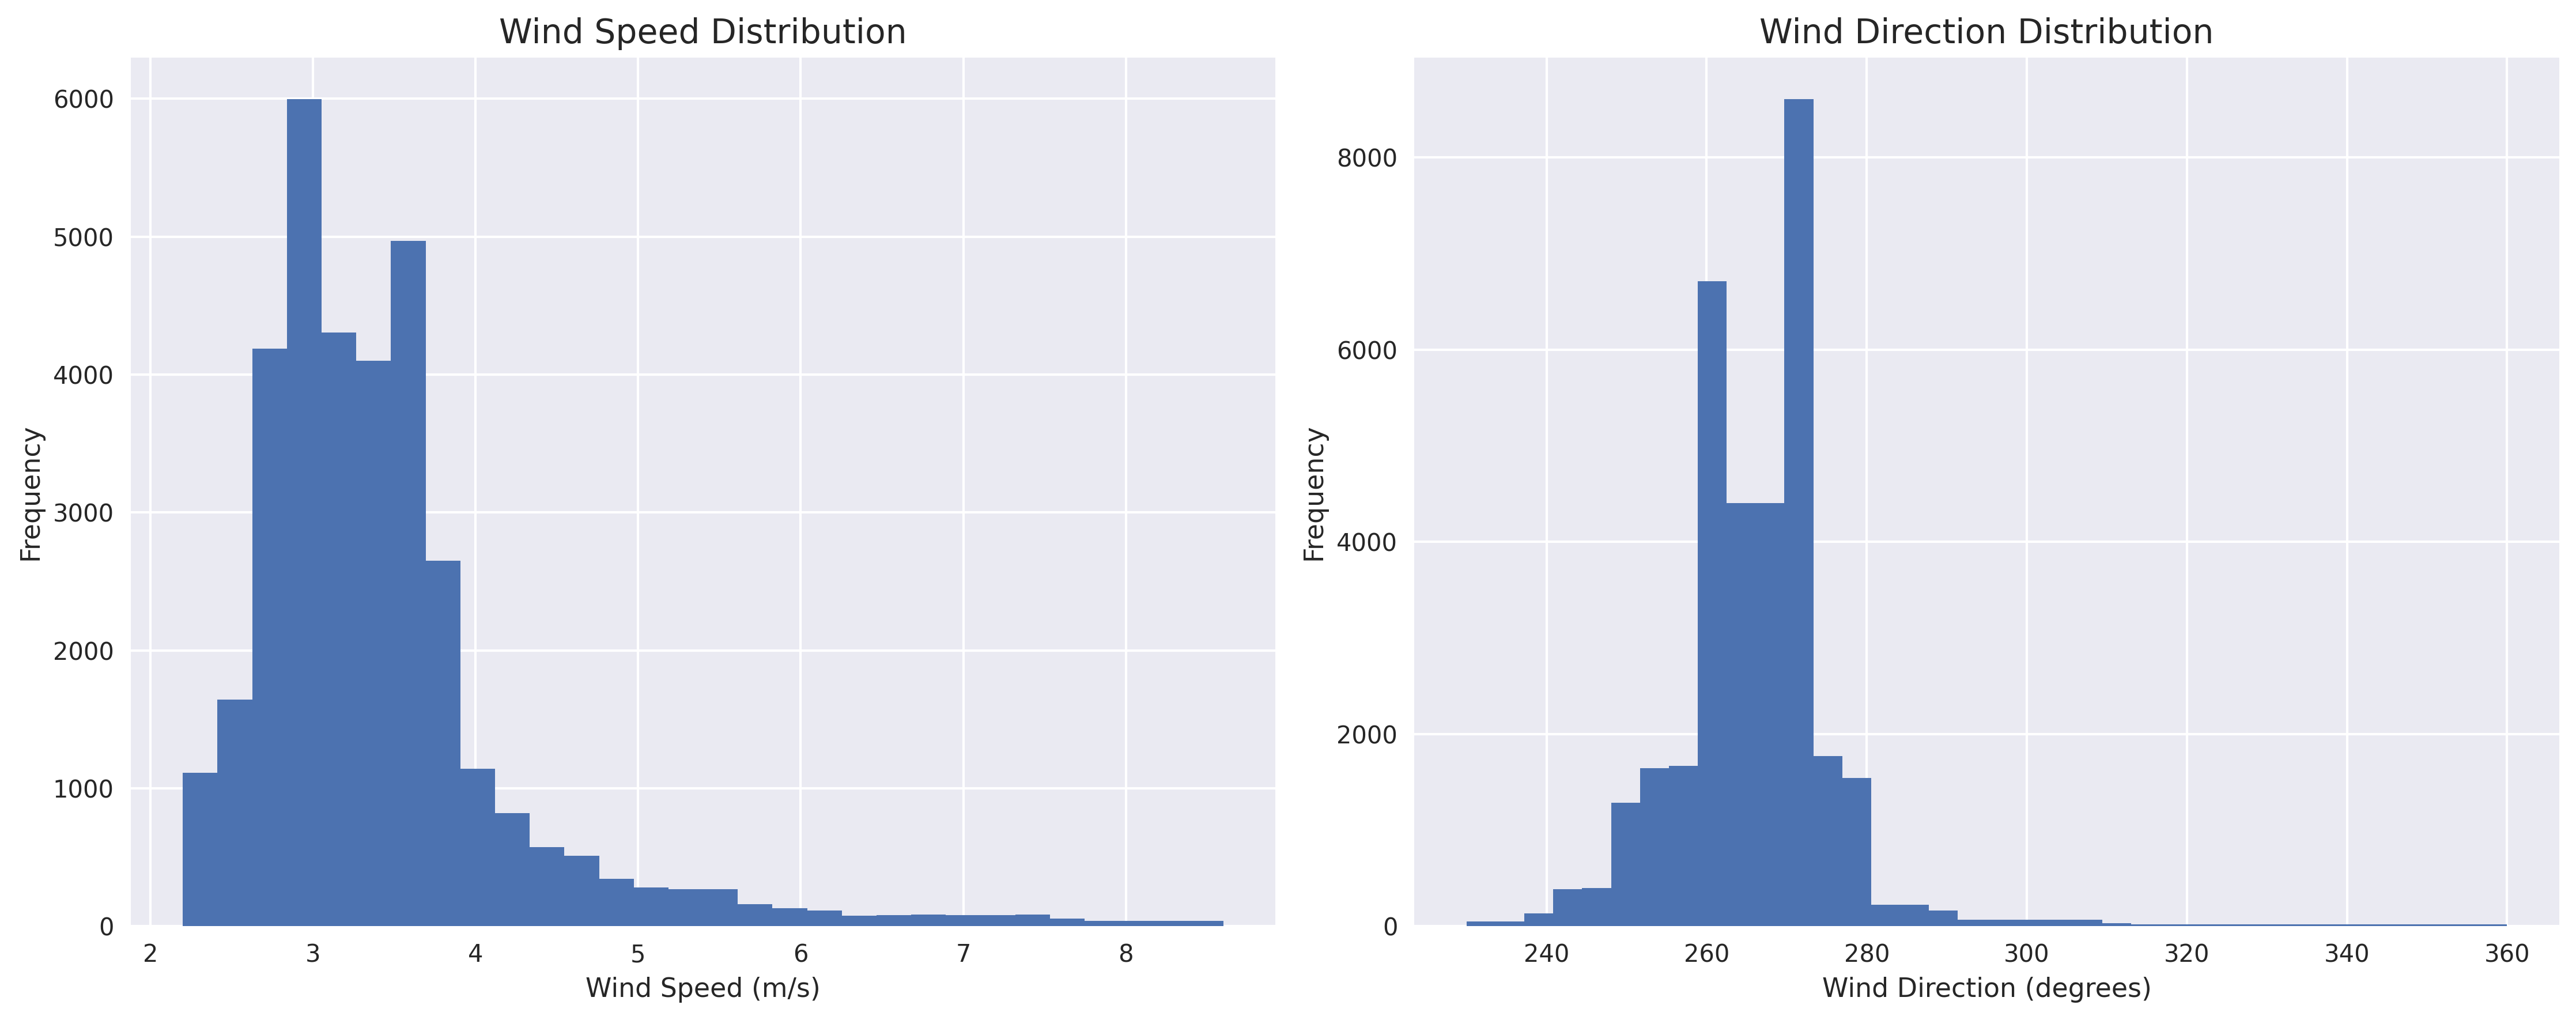 Wind Speed Distribution
Frequency
6000
5000
4000
3000
2000
1000
0
2 3 4 5 6 7 8
Wind Speed (m/s)
Wind Direction Distribution
Frequency
8000
6000
4000
2000
0
240 260 280 300 320 340 360
Wind Direction (degrees)